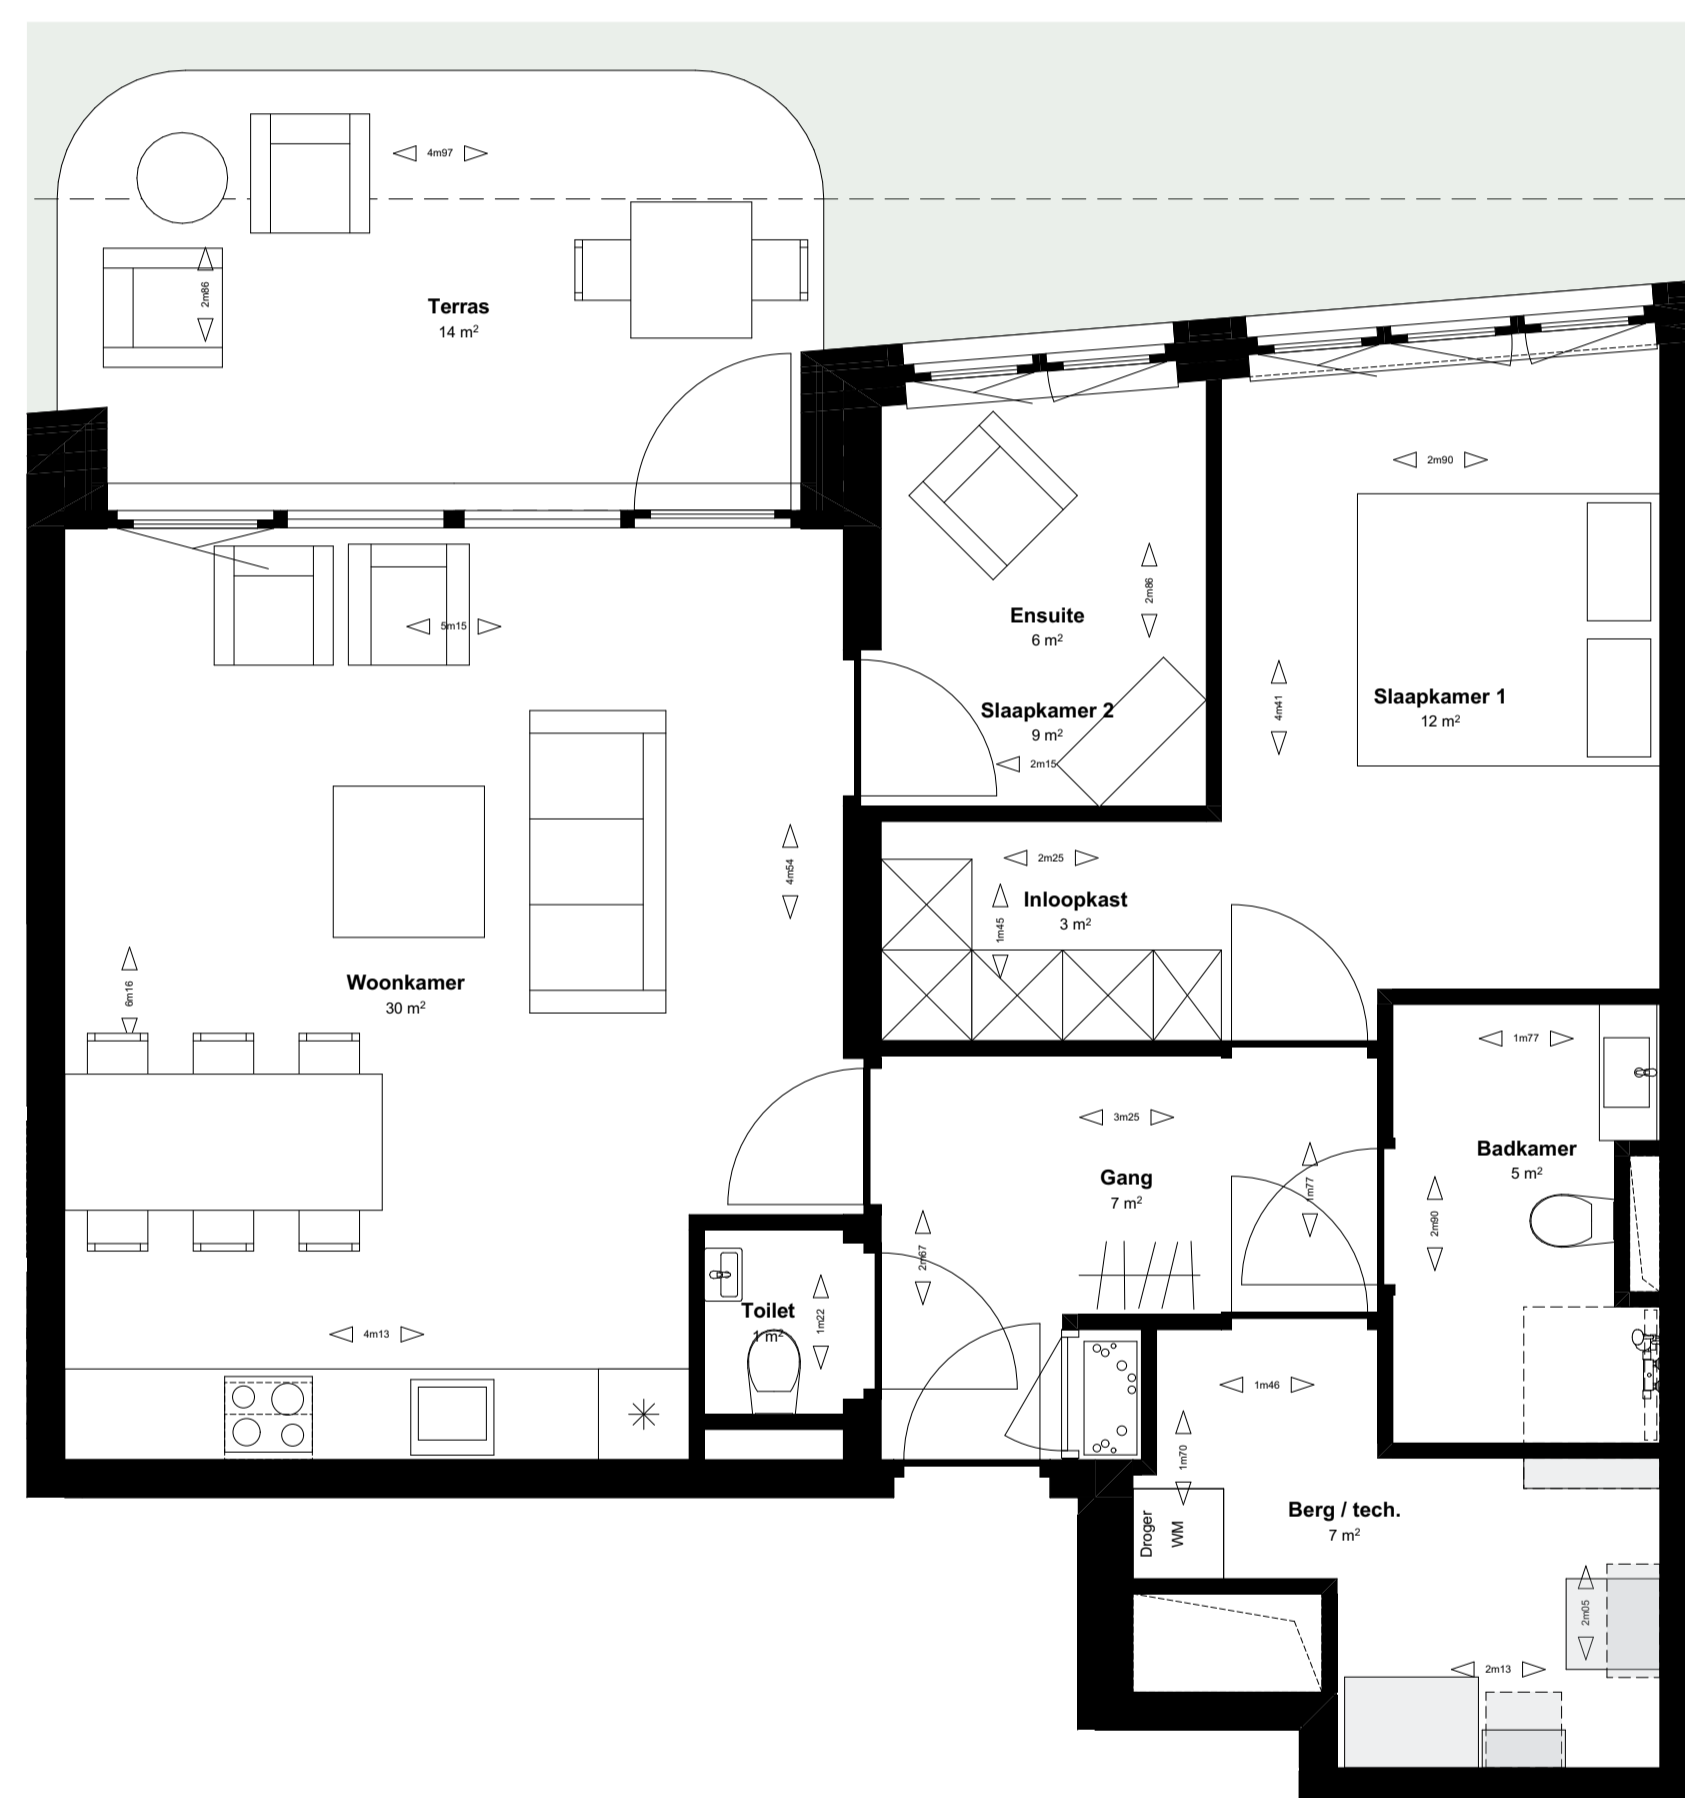 4m97
2m86
Terras
14 m²
2m90
5m15
2m86
Ensuite
6 m²
Slaapkamer 2
9 m²
2m15
4m41
Slaapkamer 1
12 m²
4m54
2m25
Inloopkast
3 m²
1m45
Woonkamer
30 m²
6m16
1m77
3m25
Gang
7 m²
1m77
Badkamer
5 m²
2m90
2m67
Toilet
1 m²
1m22
4m13
1m46
1m70
Berg / tech.
7 m²
Droger
WM
2m05
2m13